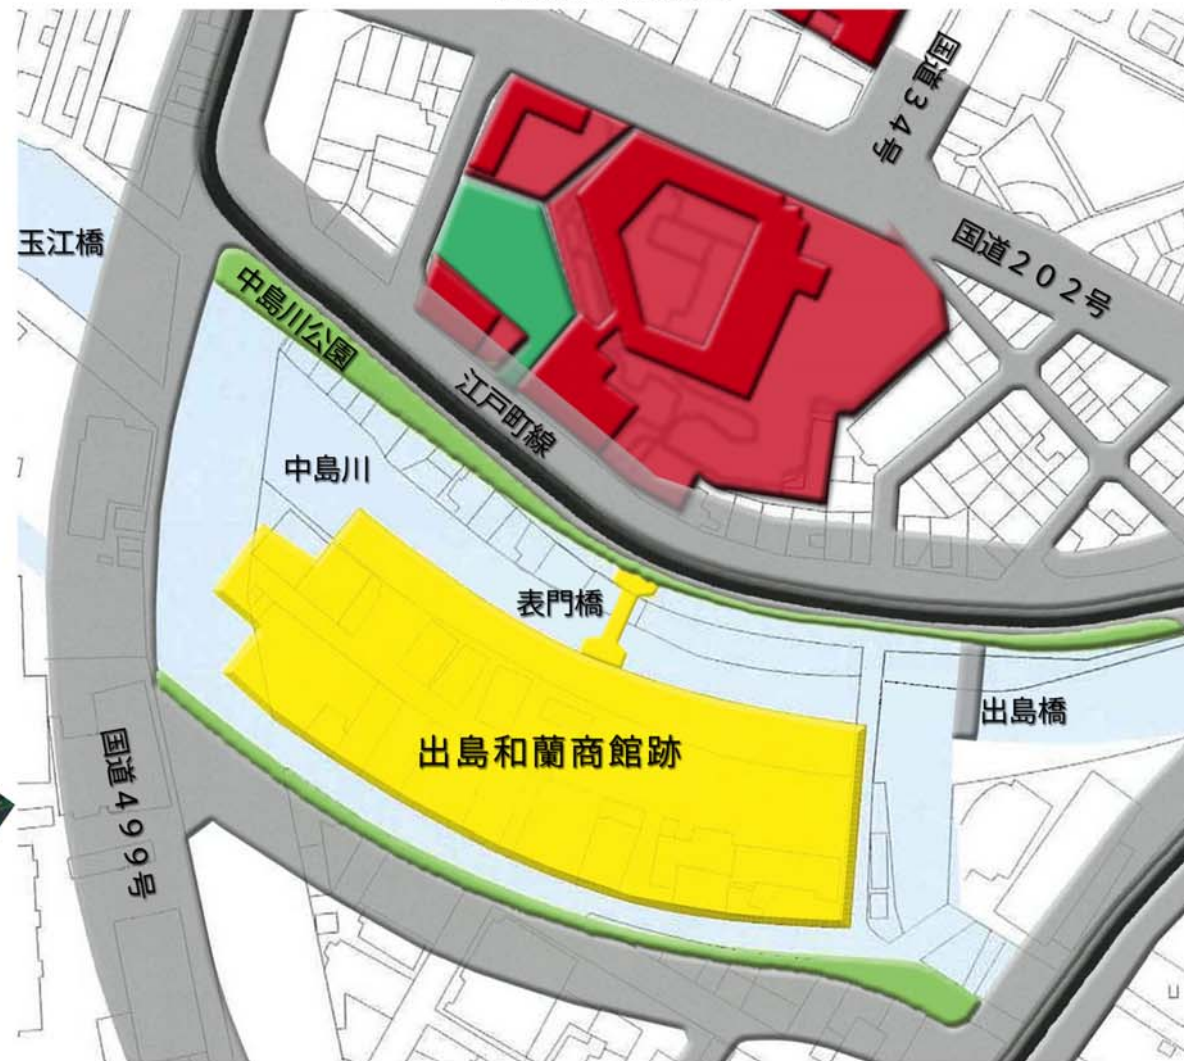 国道34号
国道202号
玉江橋
中島川公園
江戸町線
中島川
表門橋
出島橋
出島和蘭商館跡
国道499号